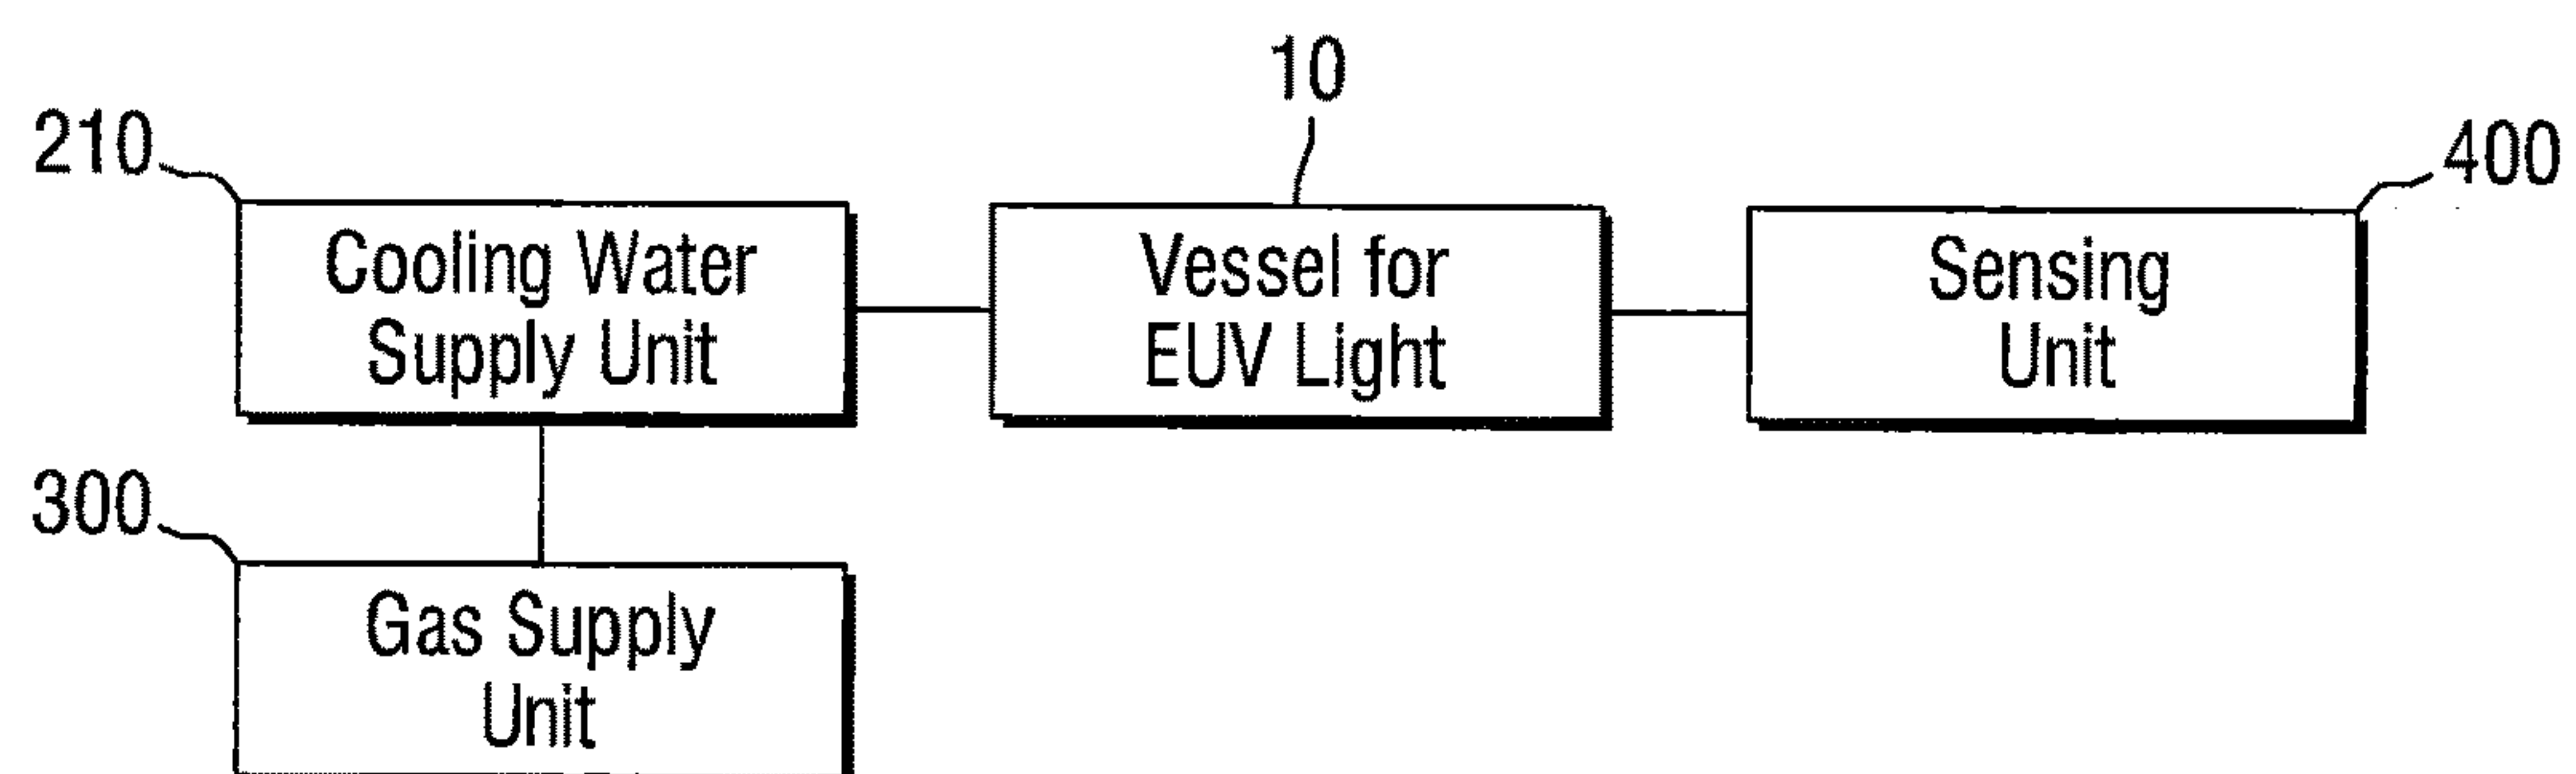 10
210
400
Cooling Water
Supply Unit
Vessel for
EUV Light
Sensing
Unit
300
Gas Supply
Unit